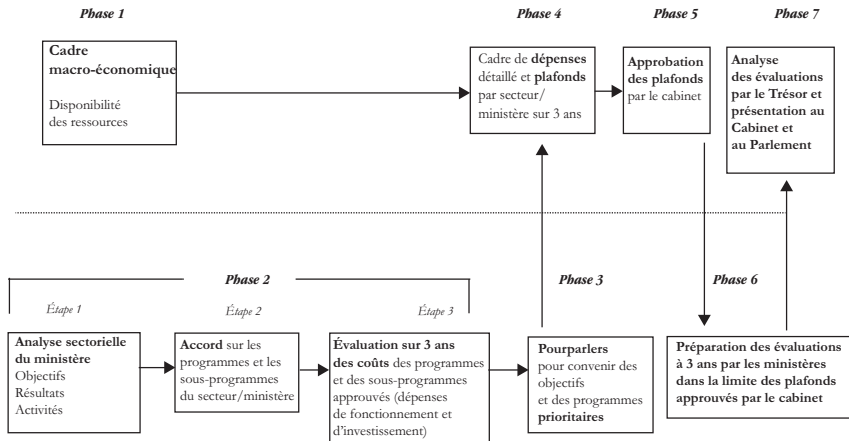 Phase 1
Phase 4
Phase 5
Phase 7
Cadre
macro-économique
Disponibilité
des ressources
Cadre de dépenses
détaillé et plafonds
par secteur/
ministère sur 3 ans
Approbation
des plafonds
par le cabinet
Analyse
des évaluations
par le Trésor et
présentation au
Cabinet et
au Parlement
Phase 2
Phase 3
Phase 6
Étape 1
Étape 2
Étape 3
Analyse sectorielle
du ministère
Objectifs
Résultats
Activités
Accord sur les
programmes et les
sous-programmes
du secteur/ministère
Évaluation sur 3 ans
des coûts des programmes
et des sous-programmes
approuvés (dépenses
de fonctionnement et
d'investissement)
Pourparlers
pour convenir des
objectifs
et des programmes
prioritaires
Préparation des évaluations
à 3 ans par les ministères
dans la limite des plafonds
approuvés par le cabinet